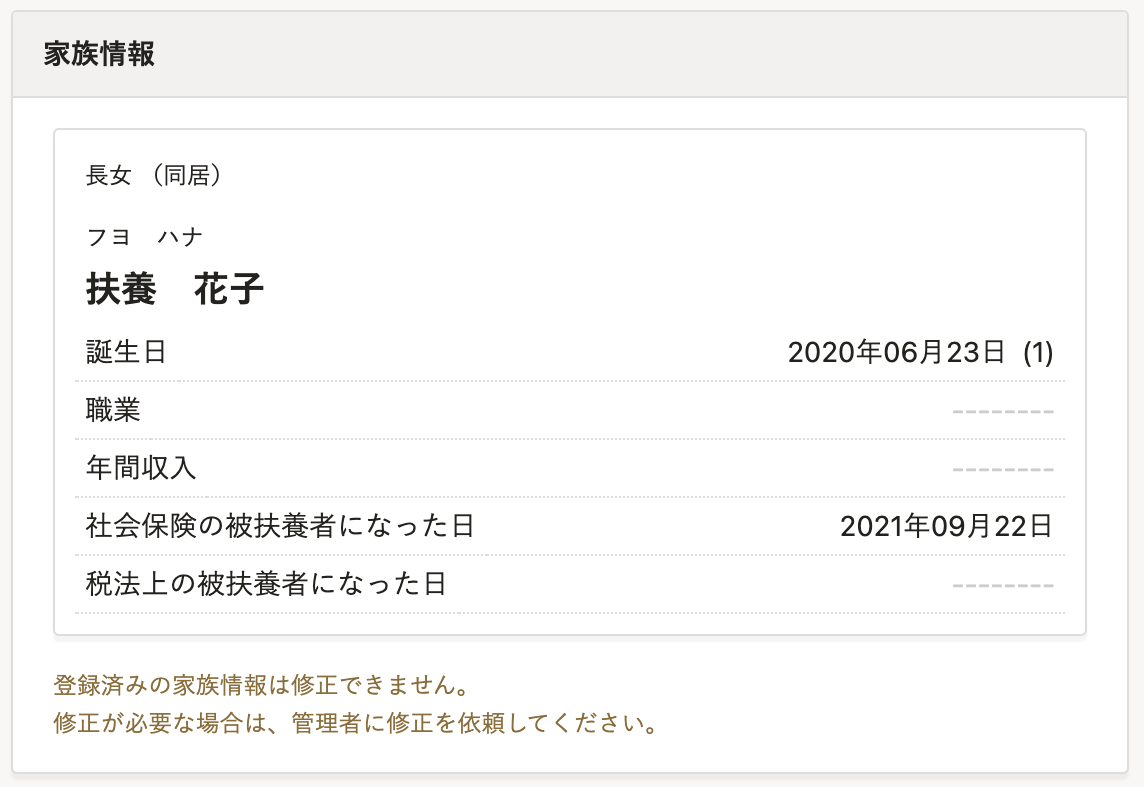 家族情報
長女 （同居）
フヨ　ハナ
扶養　花子
誕生日 2020年06月23日 (1)
職業 --------
年間収入 --------
社会保険の被扶養者になった日 2021年09月22日
税法上の被扶養者になった日 --------
登録済みの家族情報は修正できません。
修正が必要な場合は、管理者に修正を依頼してください。